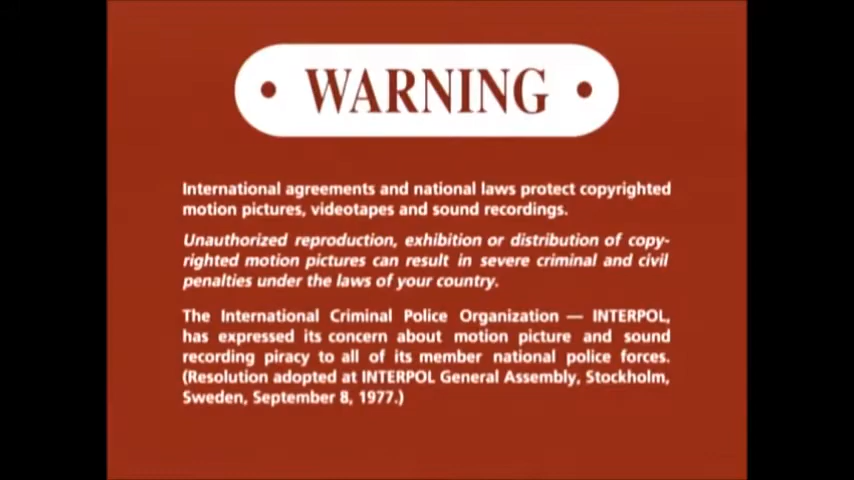 • WARNING •
International agreements and national laws protect copyrighted
motion pictures, videotapes and sound recordings.
Unauthorized reproduction, exhibition or distribution of copy-
righted motion pictures can result in severe criminal and civil
penalties under the laws of your country.
The International Criminal Police Organization — INTERPOL,
has expressed its concern about motion picture and sound
recording piracy to all of its member national police forces.
(Resolution adopted at INTERPOL General Assembly, Stockholm,
Sweden, September 8, 1977.)